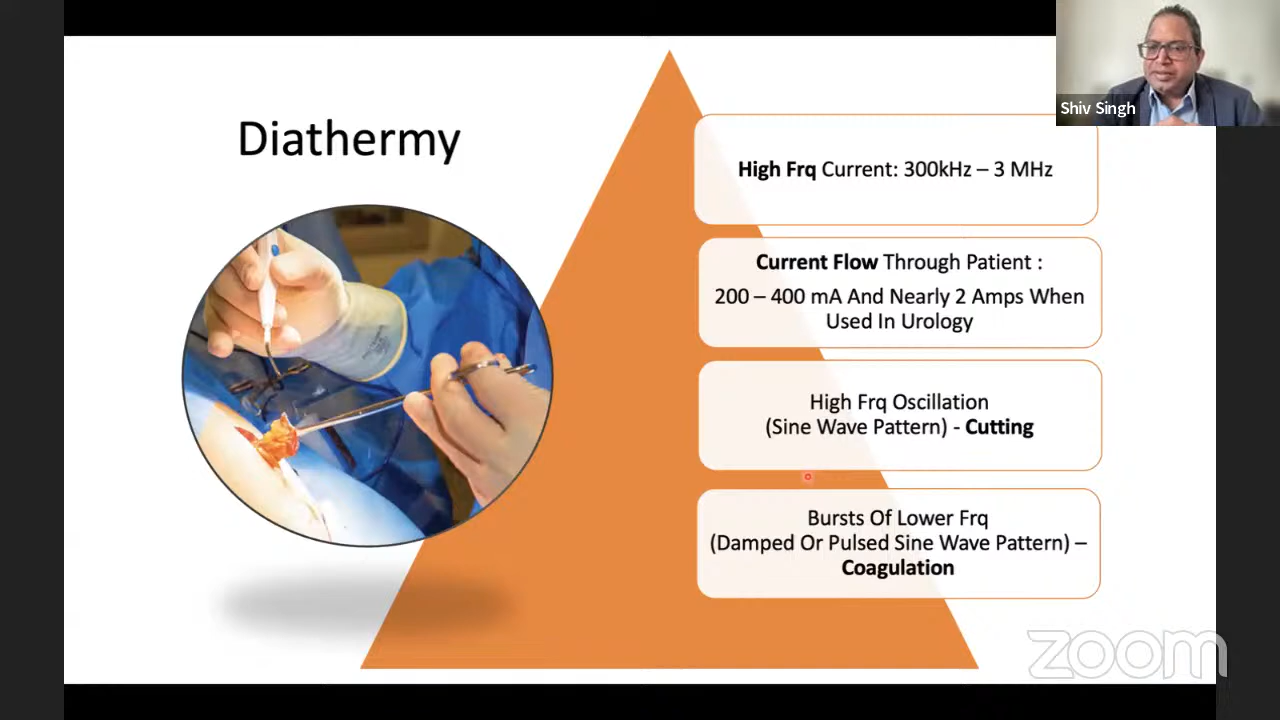 Shiv Singh
Diathermy
High Frq Current: 300kHz – 3 MHz
Current Flow Through Patient :
200 – 400 mA And Nearly 2 Amps When
Used In Urology
High Frq Oscillation
(Sine Wave Pattern) - Cutting
Bursts Of Lower Frq
(Damped Or Pulsed Sine Wave Pattern) –
Coagulation
zoom